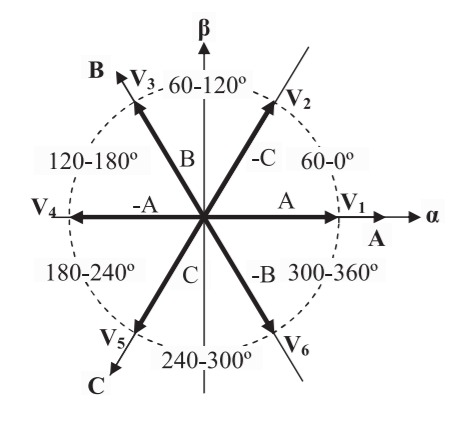 β
B
V3
60-120º
V2
B
-C
120-180º
60-0º
V4
-A
A
V1
α
A
180-240º
C
-B
300-360º
V5
V6
240-300º
C